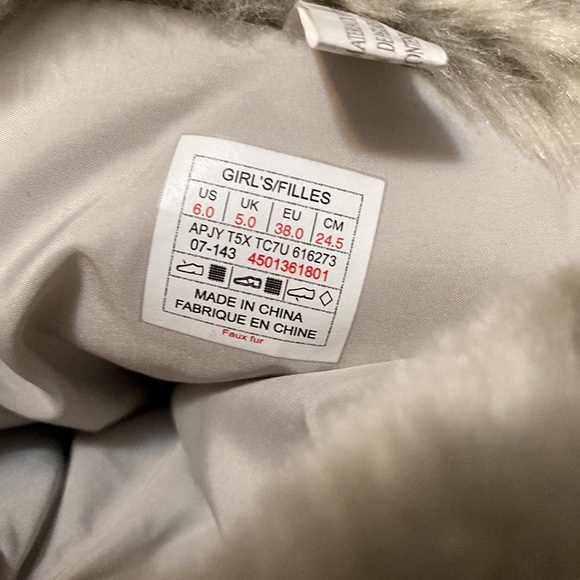 GIRL'S/FILLES
US UK EU CM
6.0 5.0 38.0 24.5
APJY T5X TC7U 616273
07-143 4501361801
MADE IN CHINA
FABRIQUE EN CHINE
Faux fur